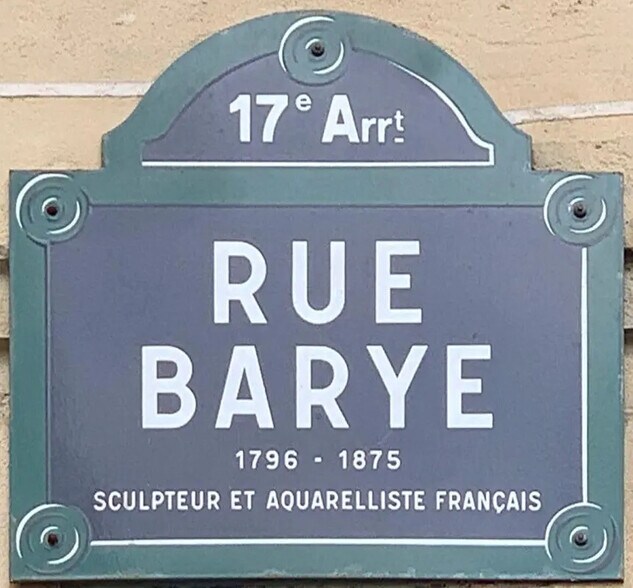 17e Arrt
RUE
BARYE
1796 - 1875
SCULPTEUR ET AQUARELLISTE FRANÇAIS